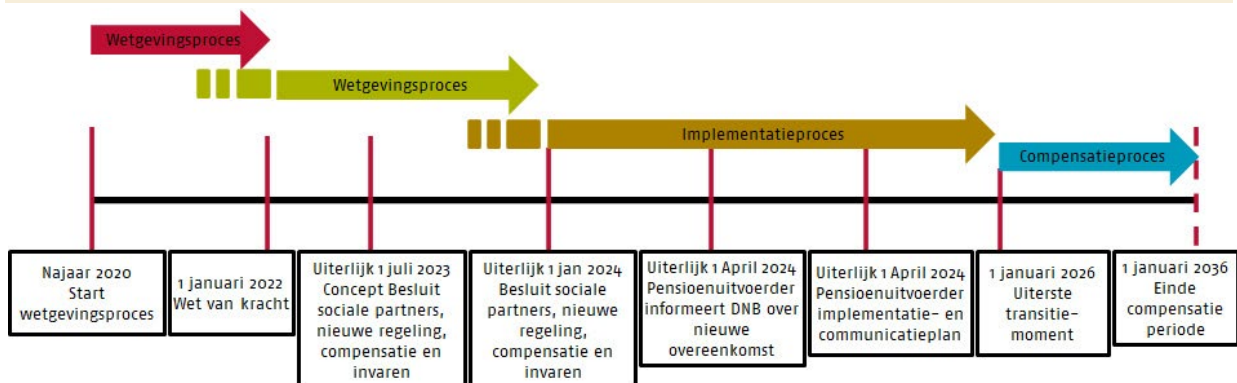 Wetgevingsproces
Wetgevingsproces
Implementatieproces
Compensatieproces
Najaar 2020
Start
wetgevingsproces
1 januari 2022
Wet van kracht
Uiterlijk 1 juli 2023
Concept Besluit
sociale partners,
nieuwe regeling,
compensatie en
invaren
Uiterlijk 1 jan 2024
Besluit sociale
partners, nieuwe
regeling,
compensatie en
invaren
Uiterlijk 1 April 2024
Pensioenuitvoerder
informeert DNB over
nieuwe
overeenkomst
Uiterlijk 1 April 2024
Pensioenuitvoerder
implementatie- en
communicatieplan
1 januari 2026
Uiterste
transitie-
moment
1 januari 2036
Einde
compensatie
periode